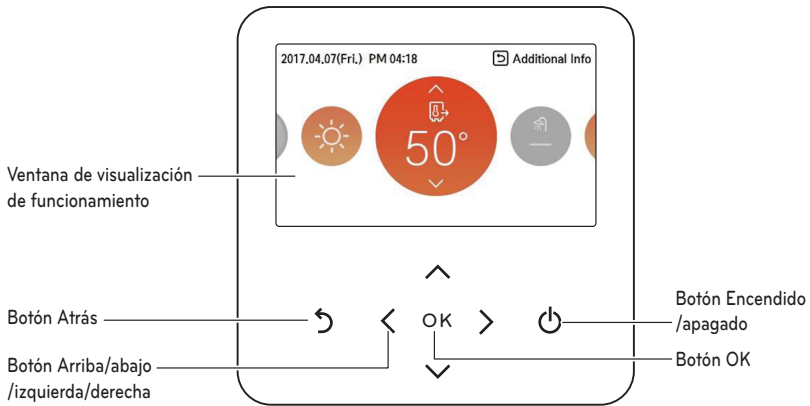 2017.04.07(Fri.) PM 04:18
Additional Info
50°
Ventana de visualización
de funcionamiento
Botón Atrás
OK
Botón Encendido
/apagado
Botón Arriba/abajo
/izquierda/derecha
Botón OK